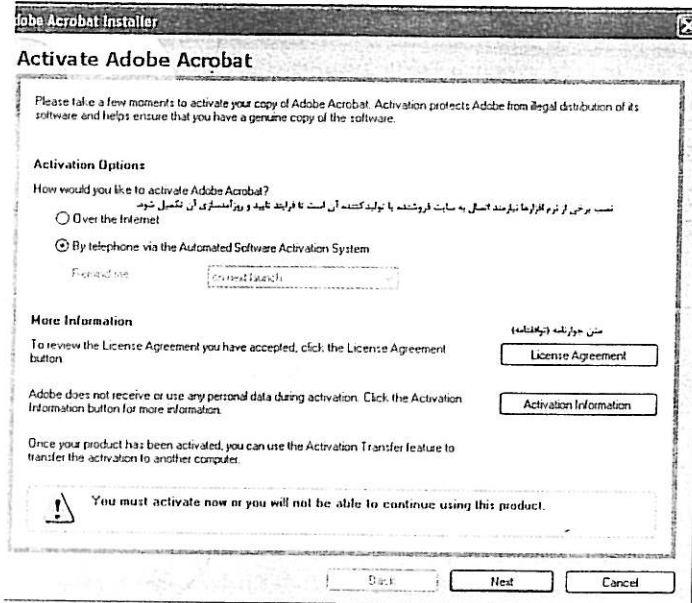 dobe Acrobat Installer
Activate Adobe Acrobat
Please take a few moments to activate your copy of Adobe Acrobat. Activation protects Adobe from illegal distribution of its
software and helps ensure that you have a genuine copy of the software.
Activation Options
How would you like to activate Adobe Acrobat?
نصب برخی از نرم افزارها نیازمند اتصال به سایت فروشنده یا تولیدکننده آن است تا فرایند تایید و روزآمدسازی آن تکمیل شود.
Over the Internet
By telephone via the Automated Software Activation System
Remind me
on next launch
More Information
متن جوازنامه (توافقنامه)
To review the License Agreement you have accepted, click the License Agreement
button.
License Agreement
Adobe does not receive or use any personal data during activation. Click the Activation
Information button for more information.
Activation Information
Once your product has been activated, you can use the Activation Transfer feature to
transfer the activation to another computer.
You must activate now or you will not be able to continue using this product.
Back
Next
Cancel